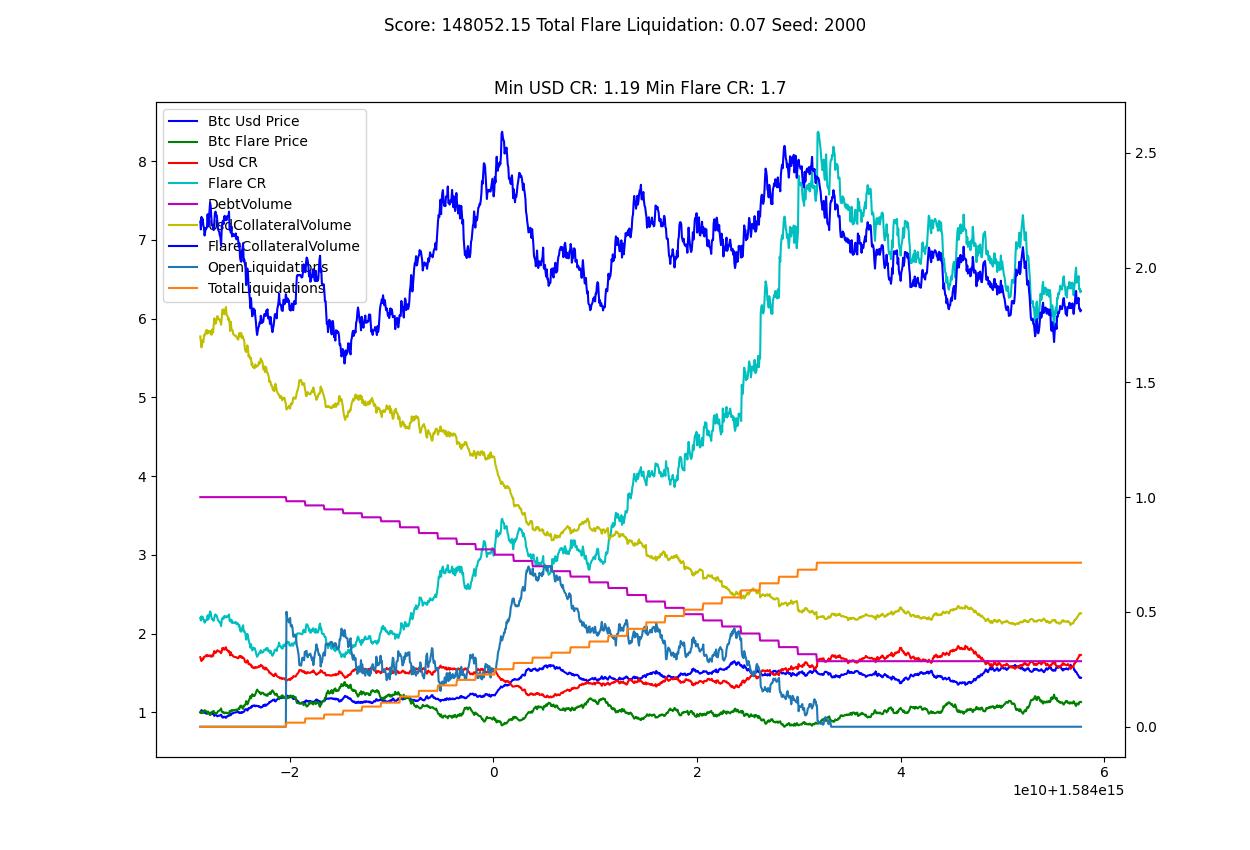 Score: 148052.15 Total Flare Liquidation: 0.07 Seed: 2000
Min USD CR: 1.19 Min Flare CR: 1.7
Btc Usd Price
Btc Flare Price
Usd CR
Flare CR
DebtVolume
UsdCollateralVolume
FlareCollateralVolume
OpenLiquidations
TotalLiquidations
8
7
6
5
4
3
2
1
2.5
2.0
1.5
1.0
0.5
0.0
−2
0
2
4
6
1e10+1.584e15